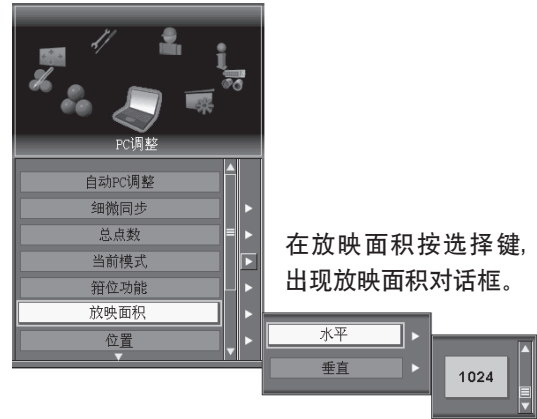 PC调整
自动PC调整
细微同步
总点数
当前模式
箝位功能
放映面积
位置
在放映面积按选择键,
出现放映面积对话框。
水平
垂直
1024